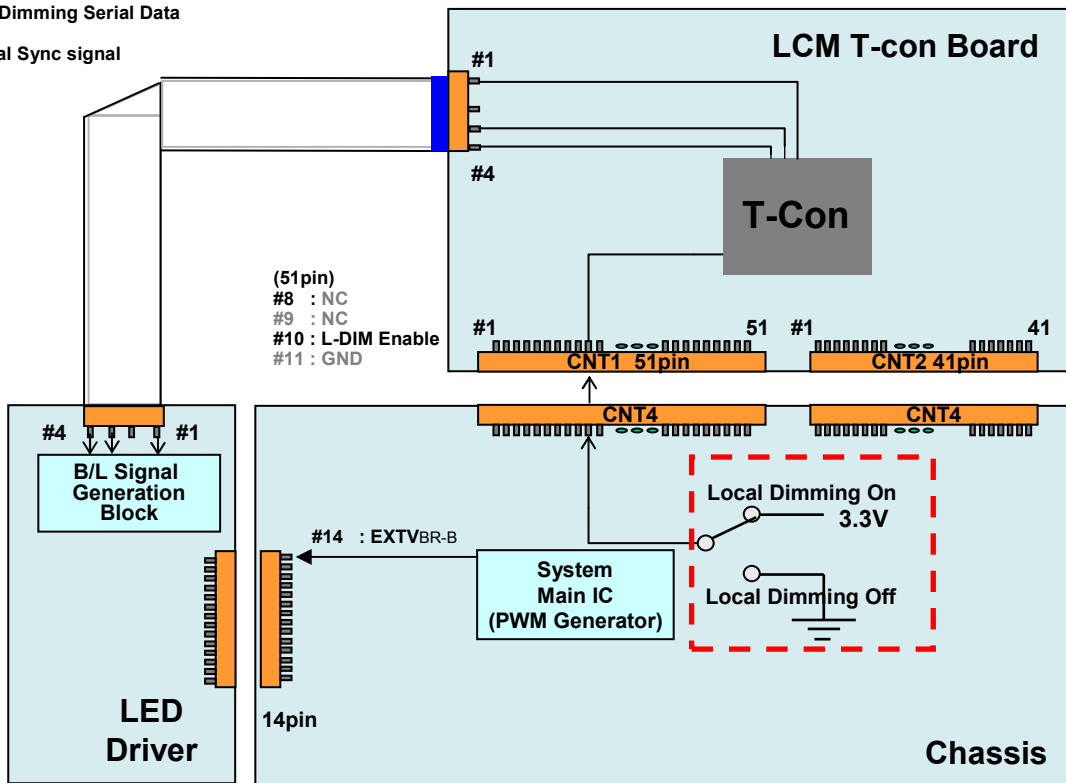 Dimming Serial Data
al Sync signal
LCM T-con Board
#1
#4
T-Con
(51pin)
#8 : NC
#9 : NC
#10 : L-DIM Enable
#11 : GND
#1
51
#1
41
CNT1 51pin
CNT2 41pin
CNT4
CNT4
#4
#1
B/L Signal
Generation
Block
Local Dimming On
3.3V
#14 : EXTVBR-B
System
Main IC
(PWM Generator)
Local Dimming Off
LED
Driver
14pin
Chassis